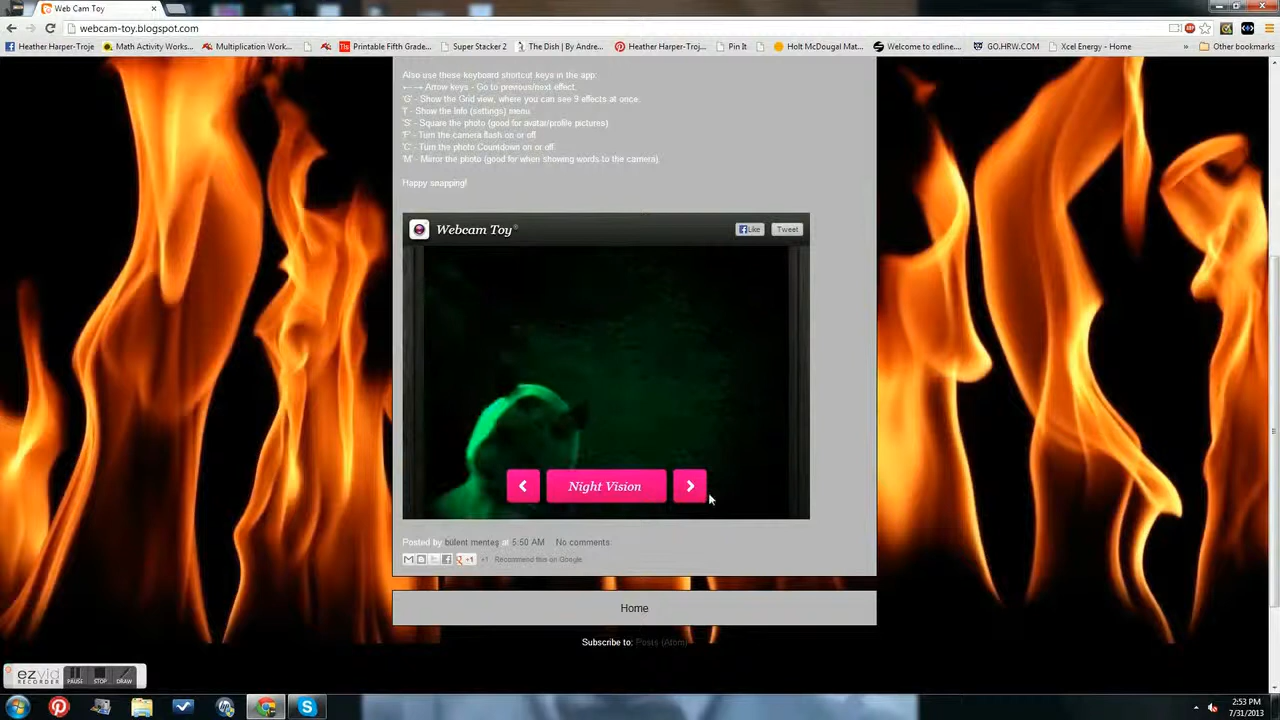 Web Cam Toy
webcam-toy.blogspot.com
Heather Harper-Troje
Math Activity Works...
Multiplication Work...
Printable Fifth Grade...
Super Stacker 2
The Dish | By Andre...
Heather Harper-Troj...
Pin It
Holt McDougal Mat...
Welcome to edline....
GO.HRW.COM
Xcel Energy - Home
»
Other bookmarks
Also use these keyboard shortcut keys in the app:
←→ Arrow keys - Go to previous/next effect.
'G' - Show the Grid view, where you can see 9 effects at once.
'I' - Show the Info (settings) menu
'S' - Square the photo (good for avatar/profile pictures)
'F' - Turn the camera flash on or off
'C' - Turn the photo Countdown on or off.
'M' - Mirror the photo (good for when showing words to the camera)
Happy snapping!
Webcam Toy®
Like
Tweet
Night Vision
Posted by bülent menteş at 5:50 AM No comments:
+1 +1 Recommend this on Google
Home
Subscribe to: Posts (Atom)
ezvid
RECORDER
PAUSE
STOP
DRAW
2:53 PM
7/31/2013